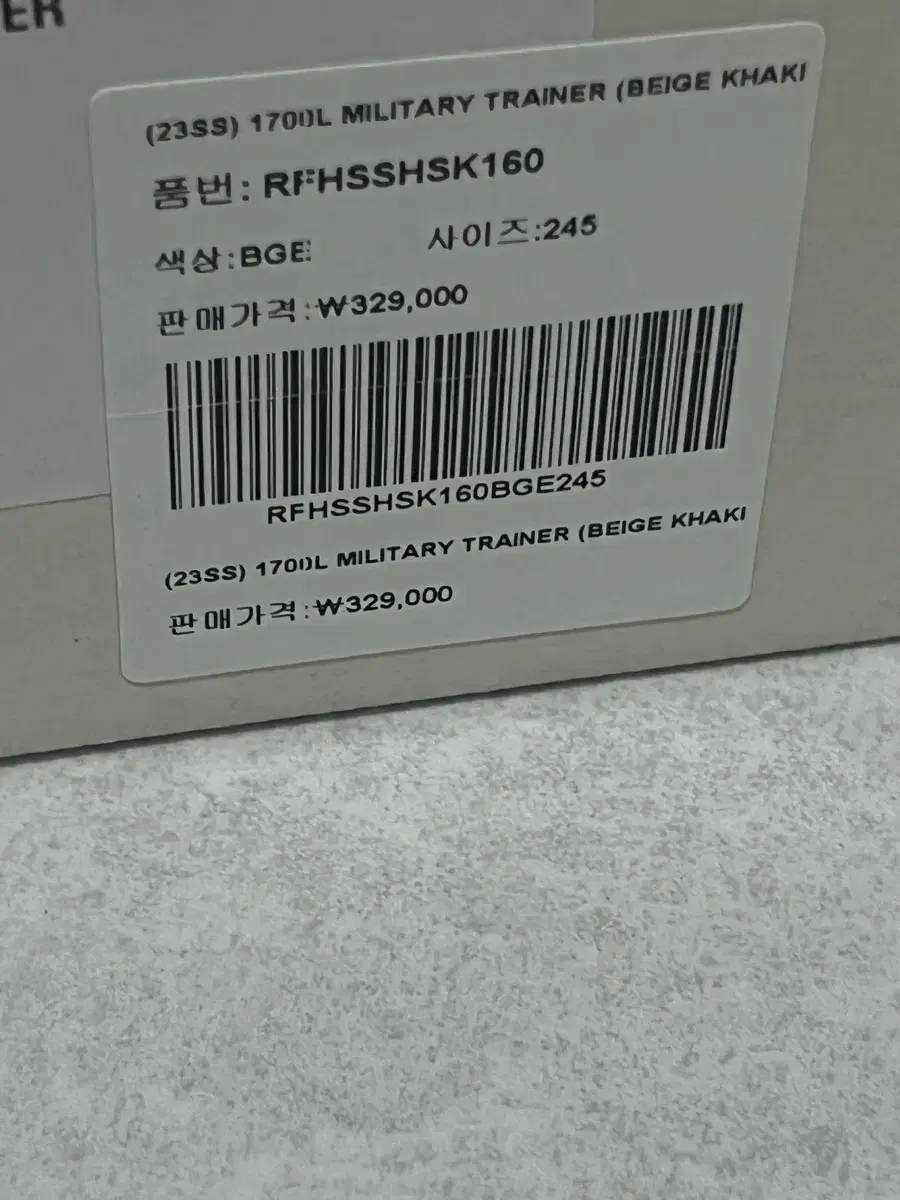 ER
(23SS) 1700L MILITARY TRAINER (BEIGE KHAKI
품번: RFHSSHSK160
색상:BGE 사이즈:245
판매가격:₩329,000
RFHSSHSK160BGE245
(23SS) 1700L MILITARY TRAINER (BEIGE KHAKI
판매가격:₩329,000